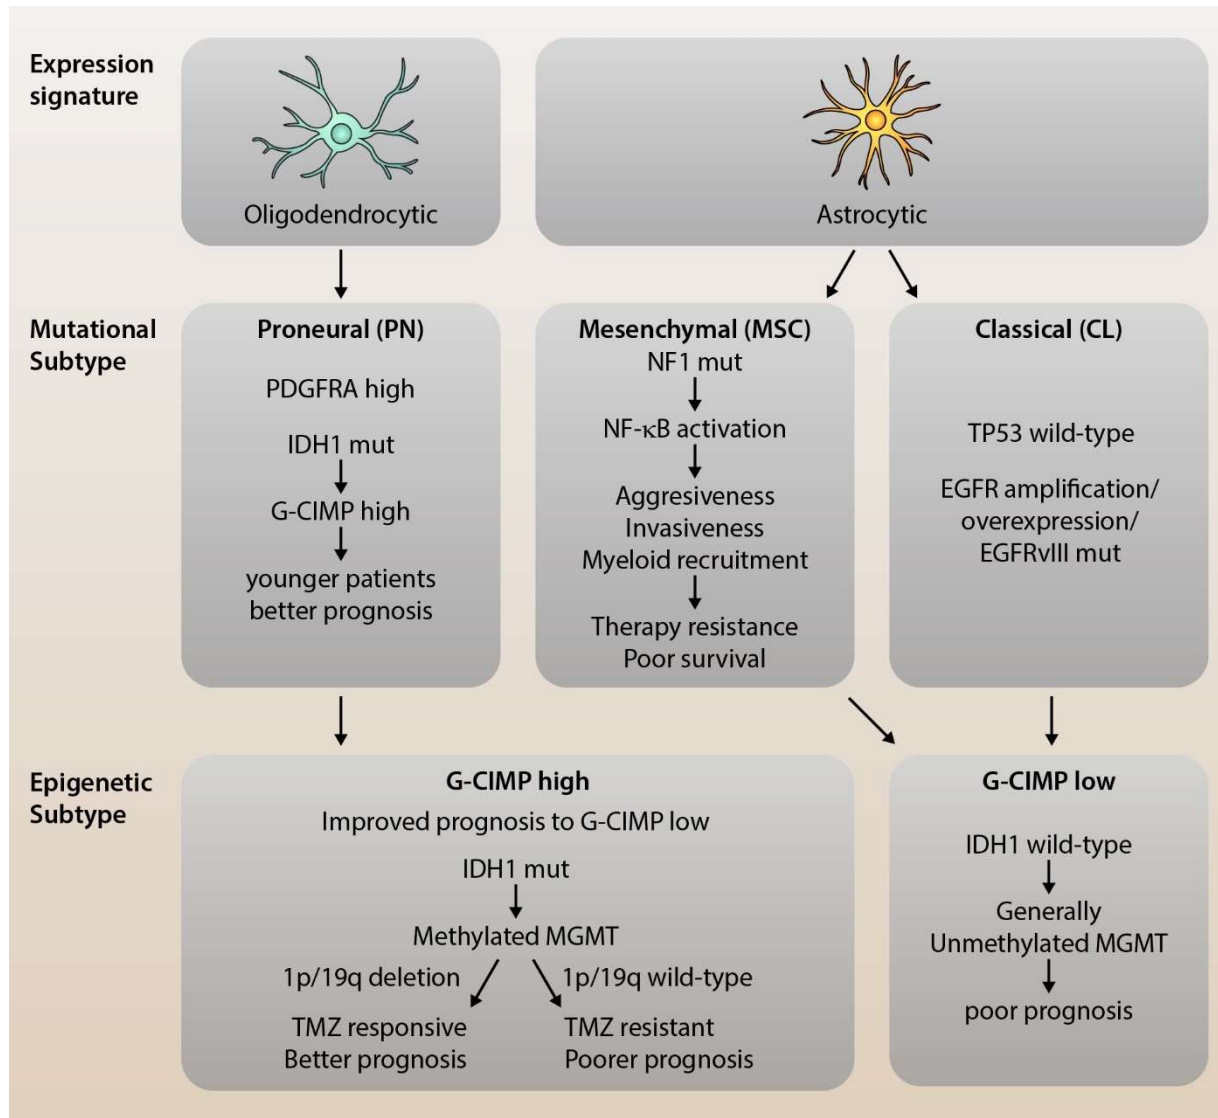 Expression
signature
Oligodendrocytic
Astrocytic
Mutational
Subtype
Proneural (PN)
PDGFRA high
IDH1 mut
G-CIMP high
younger patients
better prognosis
Mesenchymal (MSC)
NF1 mut
NF-κB activation
Aggresiveness
Invasiveness
Myeloid recruitment
Therapy resistance
Poor survival
Classical (CL)
TP53 wild-type
EGFR amplification/
overexpression/
EGFRvIII mut
Epigenetic
Subtype
G-CIMP high
Improved prognosis to G-CIMP low
IDH1 mut
Methylated MGMT
1p/19q deletion
1p/19q wild-type
TMZ responsive
Better prognosis
TMZ resistant
Poorer prognosis
G-CIMP low
IDH1 wild-type
Generally
Unmethylated MGMT
poor prognosis